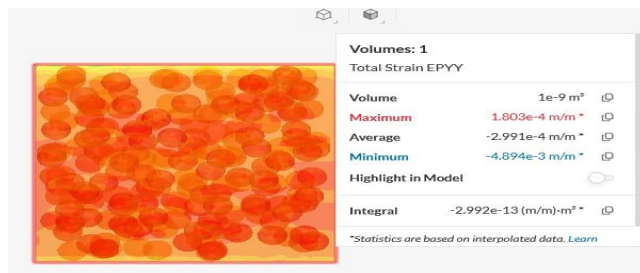 Volumes: 1
Total Strain EPYY
Volume 1e-9 m³
Maximum 1.803e-4 m/m *
Average -2.991e-4 m/m *
Minimum -4.894e-3 m/m *
Highlight in Model
Integral -2.992e-13 (m/m)·m³ *
*Statistics are based on interpolated data. Learn